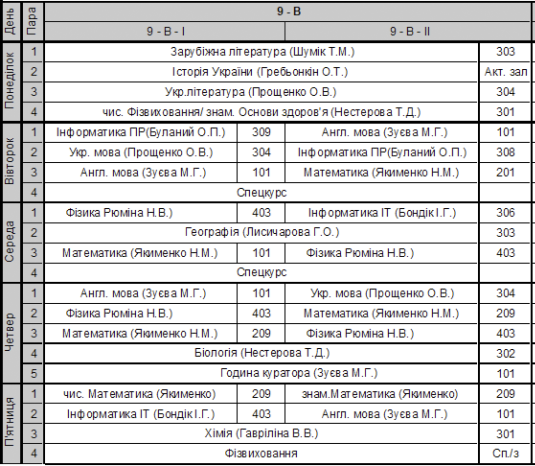 День Пара 9 - В
9 - В - І 9 - В - ІІ
Понеділок
1 Зарубіжна література (Шумік Т.М.) 303
2 Історія України (Гребьонкін О.Т.) Акт. зал
3 Укр.література (Прощенко О.В.) 304
4 чис. Фізвиховання/ знам. Основи здоров'я (Нестерова Т.Д.) 301
Вівторок
1 Інформатика ПР(Буланий О.П.) 309 Англ. мова (Зуєва М.Г.) 101
2 Укр. мова (Прощенко О.В.) 304 Інформатика ПР(Буланий О.П.) 308
3 Англ. мова (Зуєва М.Г.) 101 Математика (Якименко Н.М.) 201
4 Спецкурс
Середа
1 Фізика Рюміна Н.В.) 403 Інформатика ІТ (Бондік І.Г.) 306
2 Географія (Лисичарова Г.О.) 303
3 Математика (Якименко Н.М.) 101 Фізика Рюміна Н.В.) 403
4 Спецкурс
Четвер
1 Англ. мова (Зуєва М.Г.) 101 Укр. мова (Прощенко О.В.) 304
2 Фізика Рюміна Н.В.) 403 Математика (Якименко Н.М.) 209
3 Математика (Якименко Н.М.) 209 Фізика Рюміна Н.В.) 403
4 Біологія (Нестерова Т.Д.) 302
5 Година куратора (Зуєва М.Г.) 101
П'ятниця
1 чис. Математика (Якименко) 209 знам.Математика (Якименко) 209
2 Інформатика ІТ (Бондік І.Г.) 403 Англ. мова (Зуєва М.Г.) 101
3 Хімія (Гавріліна В.В.) 301
4 Фізвиховання Сп./з